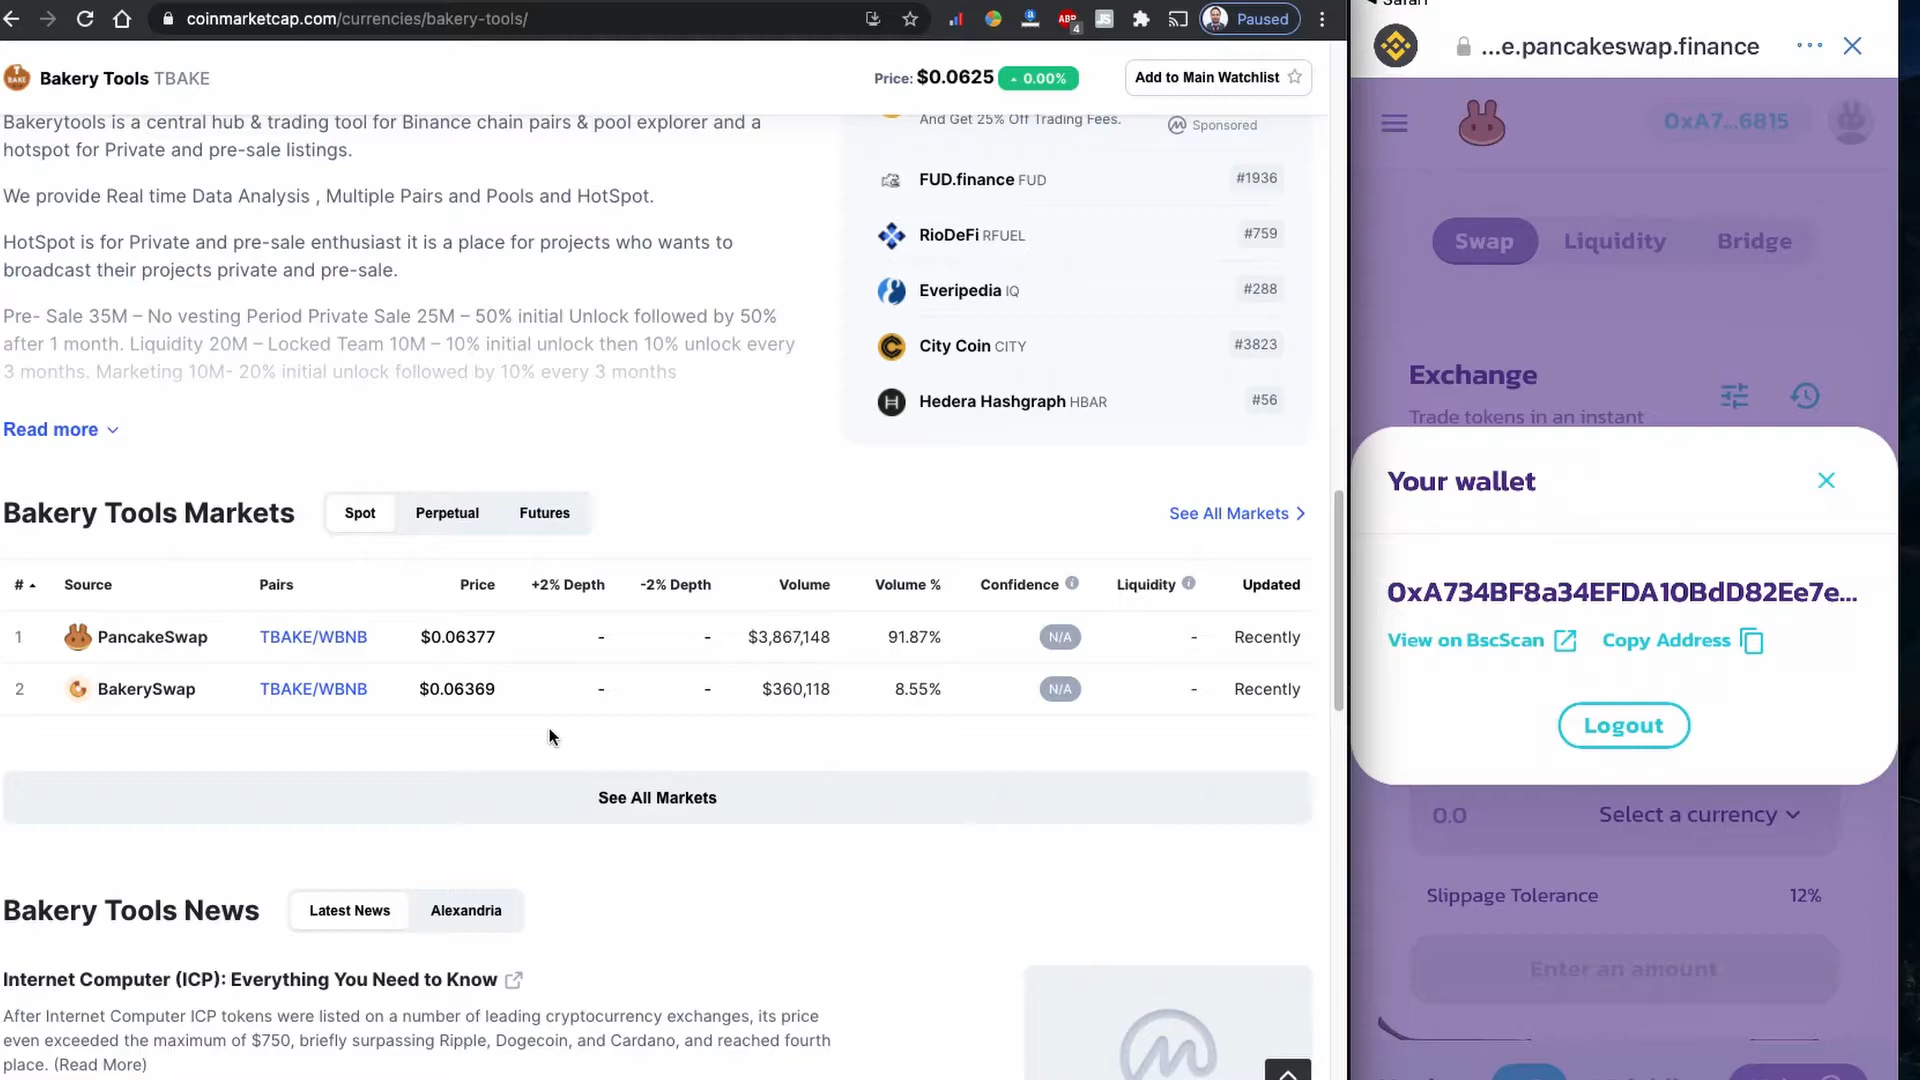 coinmarketcap.com/currencies/bakery-tools/
ABP
4
JS
Paused
BAKE
Bakery Tools TBAKE
Price: $0.0625
0.00%
Add to Main Watchlist
Bakerytools is a central hub & trading tool for Binance chain pairs & pool explorer and a
hotspot for Private and pre-sale listings.
We provide Real time Data Analysis , Multiple Pairs and Pools and HotSpot.
HotSpot is for Private and pre-sale enthusiast it is a place for projects who wants to
broadcast their projects private and pre-sale.
Pre- Sale 35M – No vesting Period Private Sale 25M – 50% initial Unlock followed by 50%
after 1 month. Liquidity 20M – Locked Team 10M – 10% initial unlock then 10% unlock every
3 months. Marketing 10M- 20% initial unlock followed by 10% every 3 months
Read more
And Get 25% Off Trading Fees.
Sponsored
FUD.finance FUD #1936
RioDeFi RFUEL #759
Everipedia IQ #288
City Coin CITY #3823
Hedera Hashgraph HBAR #56
Bakery Tools Markets
Spot Perpetual Futures
See All Markets
# Source Pairs Price +2% Depth -2% Depth Volume Volume % Confidence Liquidity Updated
1 PancakeSwap TBAKE/WBNB $0.06377 - - $3,867,148 91.87% N/A - Recently
2 BakerySwap TBAKE/WBNB $0.06369 - - $360,118 8.55% N/A - Recently
See All Markets
Bakery Tools News
Latest News Alexandria
Internet Computer (ICP): Everything You Need to Know
After Internet Computer ICP tokens were listed on a number of leading cryptocurrency exchanges, its price
even exceeded the maximum of $750, briefly surpassing Ripple, Dogecoin, and Cardano, and reached fourth
place. (Read More)
Safari
...e.pancakeswap.finance
0xA7...6815
Swap Liquidity Bridge
Exchange
Trade tokens in an instant
Your wallet
0xA734BF8a34EFDA10BdD82Ee7e...
View on BscScan Copy Address
Logout
0.0 Select a currency
Slippage Tolerance 12%
Enter an amount